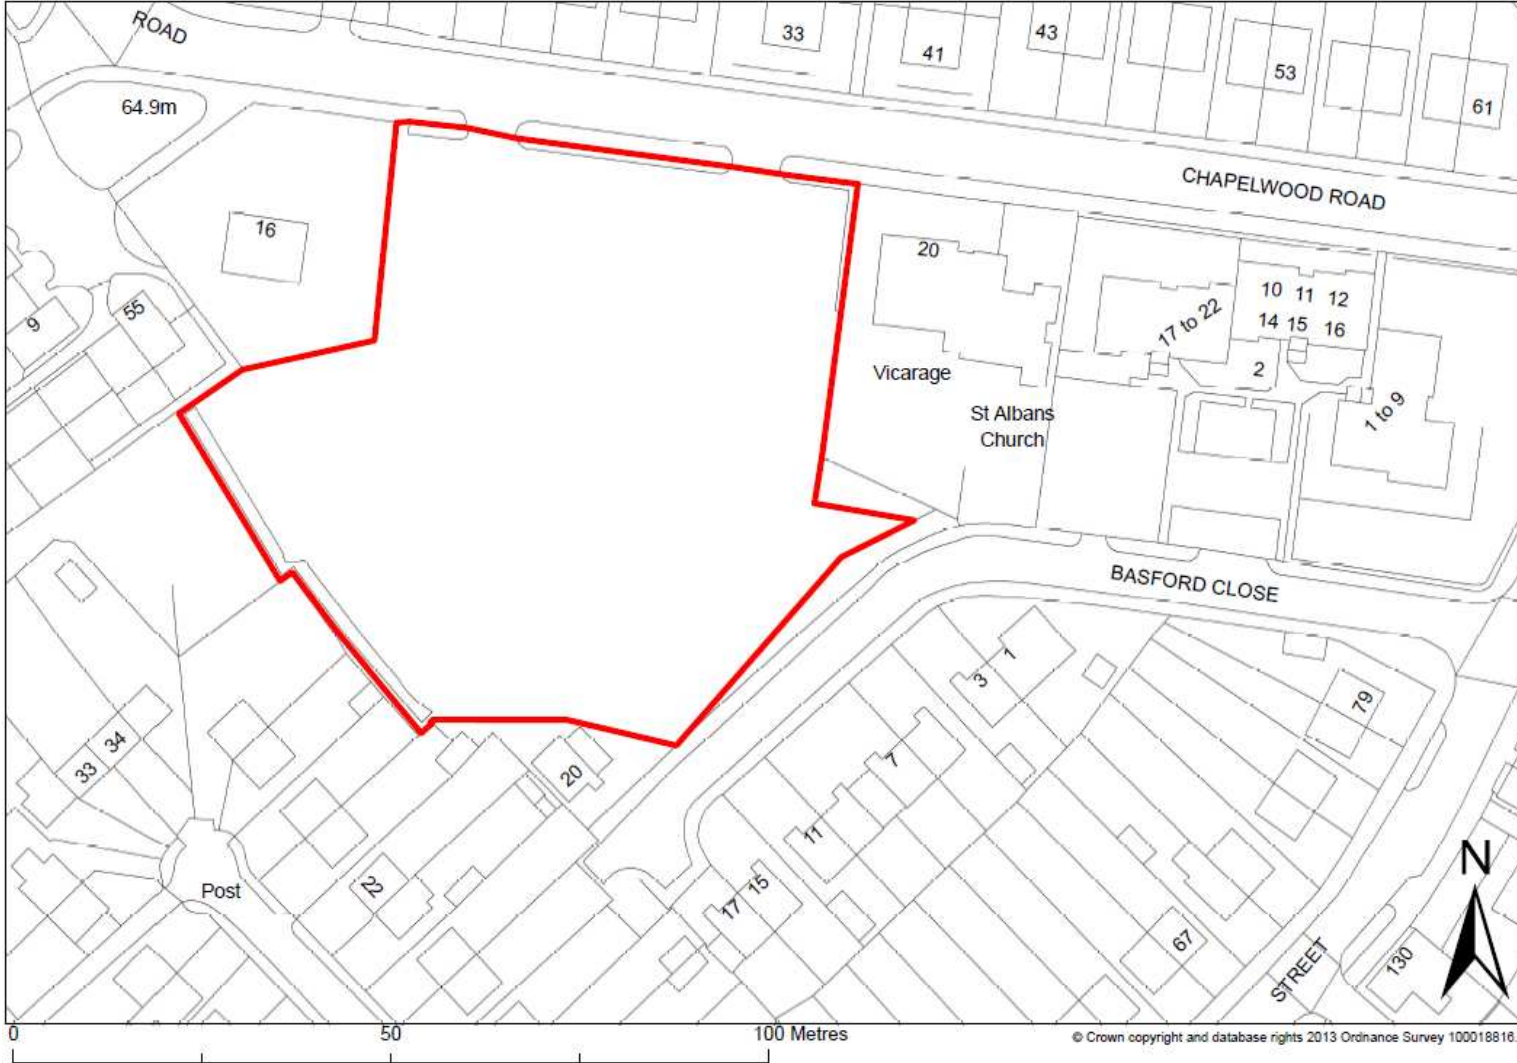 ROAD
33
41
43
53
61
64.9m
CHAPELWOOD ROAD
16
20
10 11 12
14 15 16
17 to 22
55
9
2
Vicarage
St Albans
Church
1 to 9
BASFORD CLOSE
1
3
79
34
33
20
7
11
Post
22
15
17
67
130
STREET
N
0
50
100 Metres
© Crown copyright and database rights 2013 Ordnance Survey 100018816.